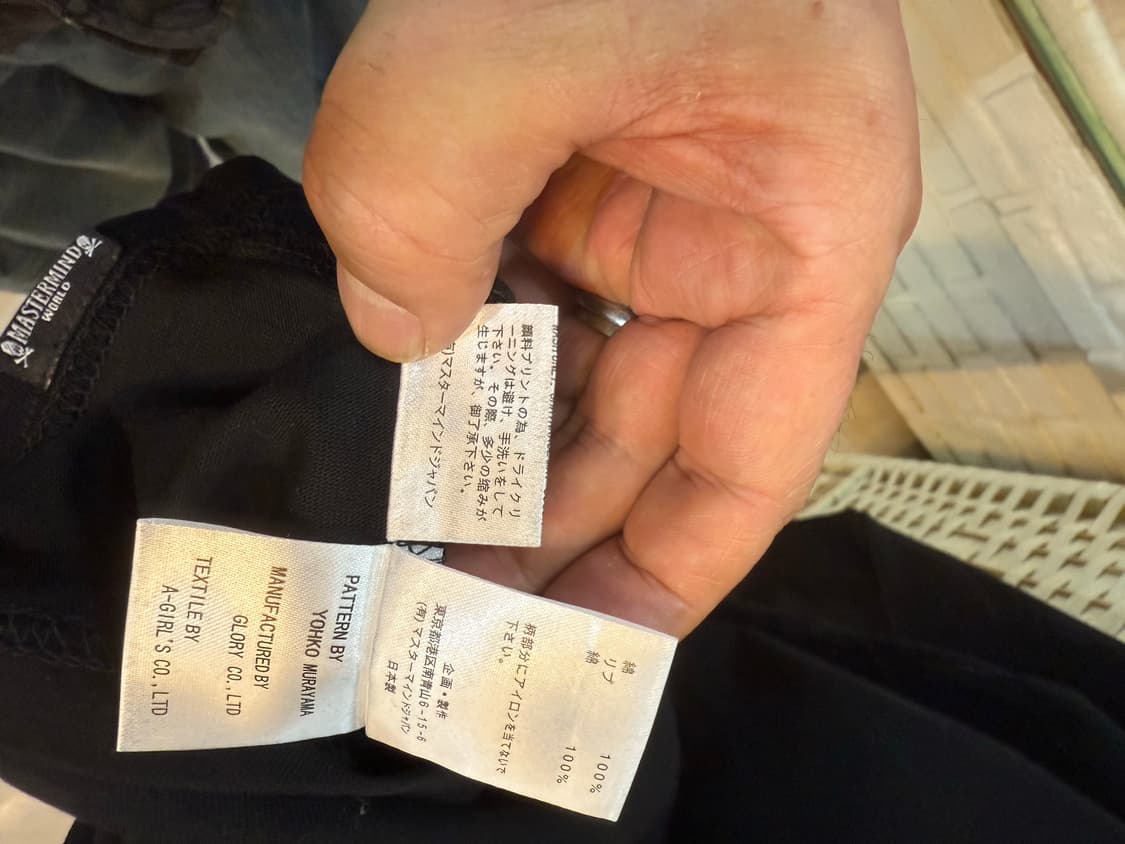 MASTERMIND
WORLD
顔料プリントの為、ドライクリ
ーニングは避け、手洗いをして
下さい。その際、多少の縮みが
生じますが、御了承下さい。
有)マスターマインドジャパン
綿 100%
リブ 綿 100%
柄部分にアイロンを当てないで
下さい。
企画・製作
東京都港区南青山6-15-6
(有)マスターマインドジャパン
日本製
PATTERN BY
YOHKO MURAYAMA
MANUFACTURED BY
GLORY CO.,LTD
TEXTILE BY
A-GIRL'S CO.,LTD